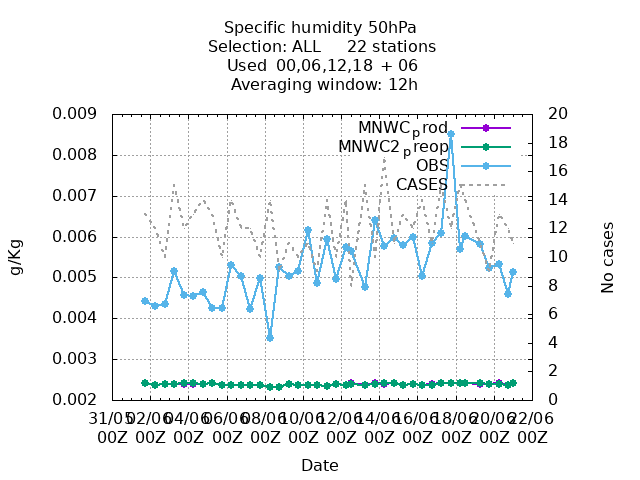 Specific humidity 50hPa
Selection: ALL 22 stations
Used 00,06,12,18 + 06
Averaging window: 12h
0.009
0.008
0.007
0.006
0.005
0.004
0.003
0.002
g/Kg
MNWCprod
MNWC2preop
OBS
CASES
20
18
16
14
12
10
8
6
4
2
0
No cases
31/05 02/06 04/06 06/06 08/06 10/06 12/06 14/06 16/06 18/06 20/06 22/06
00Z 00Z 00Z 00Z 00Z 00Z 00Z 00Z 00Z 00Z 00Z 00Z
Date